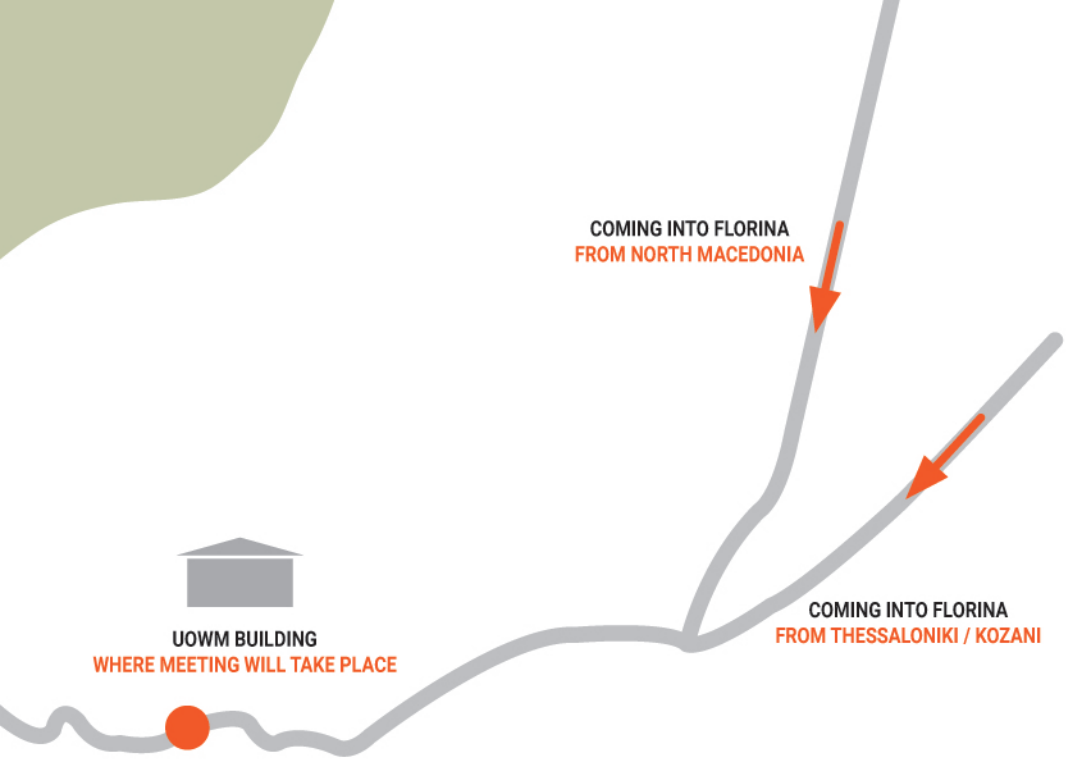 COMING INTO FLORINA
FROM NORTH MACEDONIA
COMING INTO FLORINA
FROM THESSALONIKI / KOZANI
UOWM BUILDING
WHERE MEETING WILL TAKE PLACE